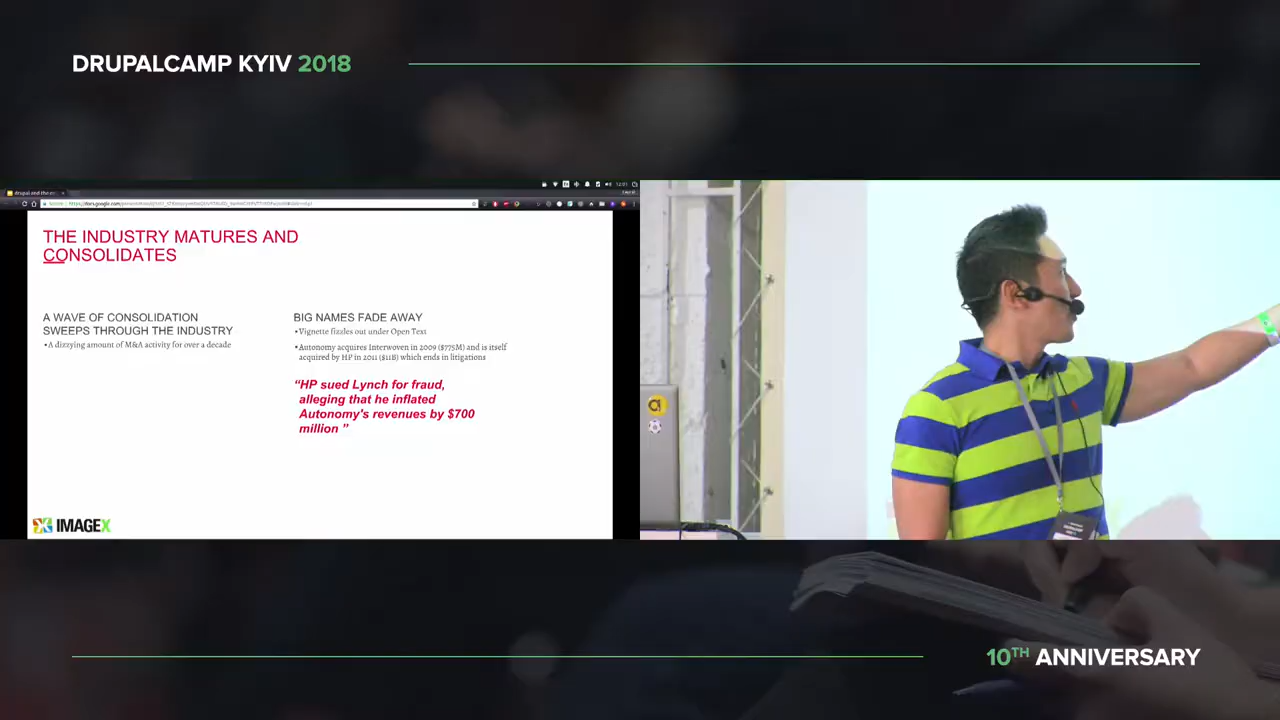 DRUPALCAMP KYIV 2018
12:01
THE INDUSTRY MATURES AND
CONSOLIDATES
A WAVE OF CONSOLIDATION
SWEEPS THROUGH THE INDUSTRY
▪A dizzying amount of M&A activity for over a decade
BIG NAMES FADE AWAY
▪Vignette fizzles out under Open Text
▪Autonomy acquires Interwoven in 2009 ($775M) and is itself
acquired by HP in 2011 ($11B) which ends in litigations
“HP sued Lynch for fraud,
alleging that he inflated
Autonomy's revenues by $700
million ”
IMAGEX
10TH ANNIVERSARY